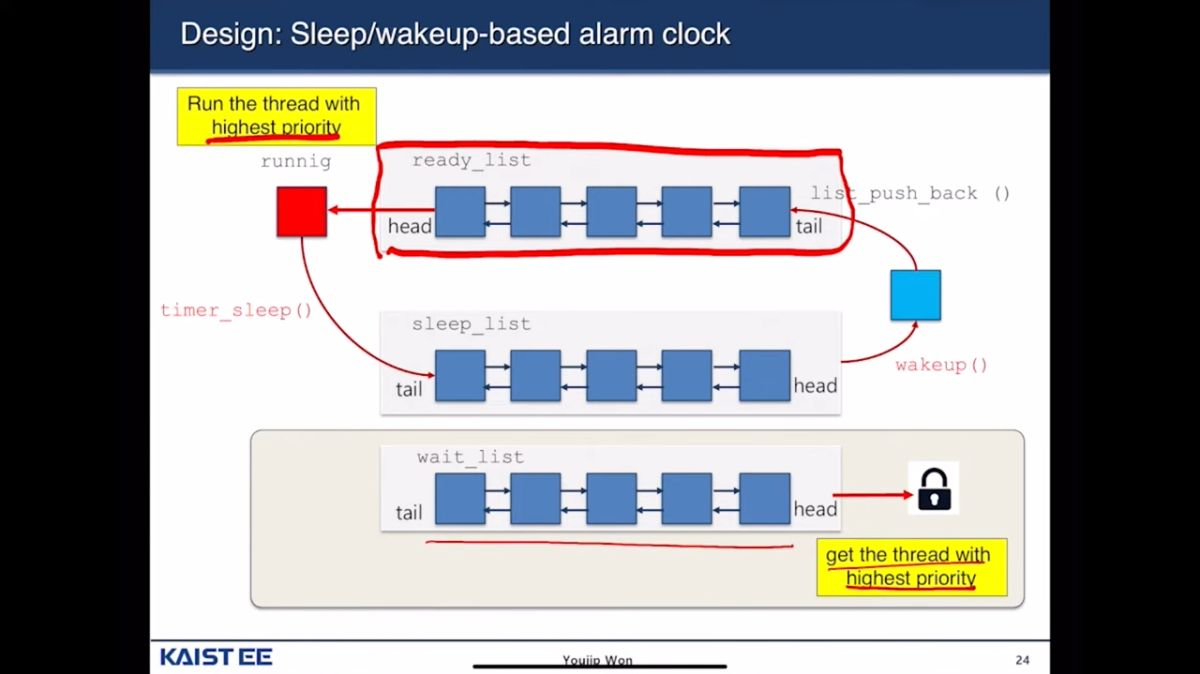 Design: Sleep/wakeup-based alarm clock
Run the thread with
highest priority
runnig
ready_list
list_push_back ()
head
tail
timer_sleep()
sleep_list
wakeup()
tail
head
wait_list
tail
head
get the thread with
highest priority
KAIST EE
Youjip Won
24